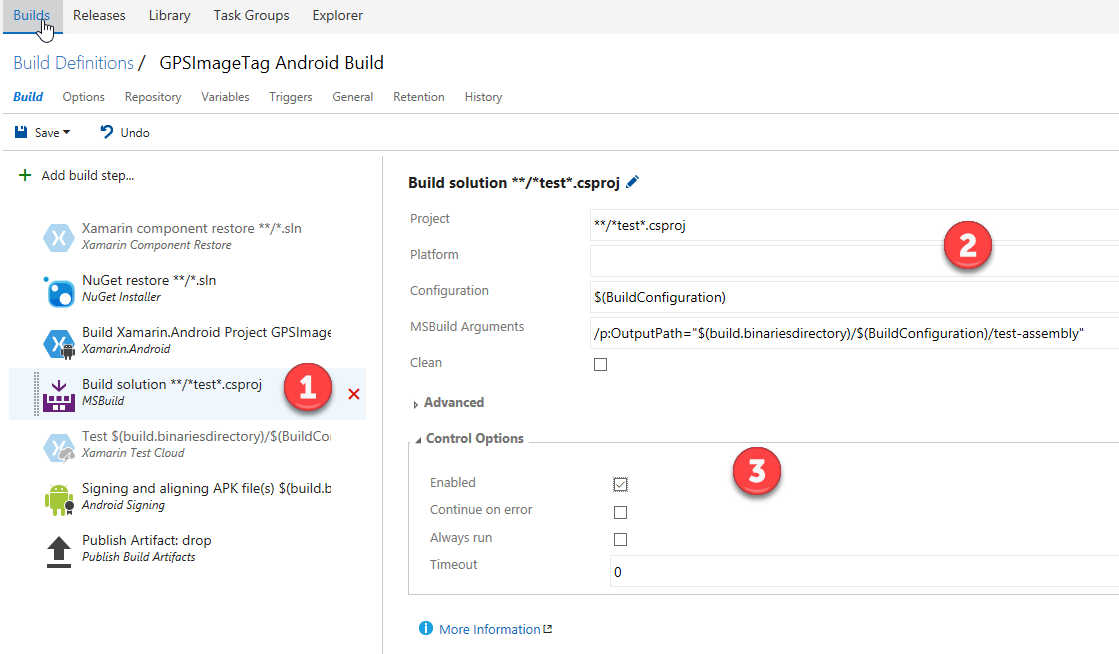 Builds Releases Library Task Groups Explorer
Build Definitions / GPSImageTag Android Build
Build Options Repository Variables Triggers General Retention History
Save Undo
Add build step...
Xamarin component restore **/*.sln
Xamarin Component Restore
NuGet restore **/*.sln
NuGet Installer
Build Xamarin.Android Project GPSImage
Xamarin.Android
Build solution **/*test*.csproj
MSBuild
1
Test $(build.binariesdirectory)/$(BuildCo
Xamarin Test Cloud
Signing and aligning APK file(s) $(build.b
Android Signing
Publish Artifact: drop
Publish Build Artifacts
Build solution **/*test*.csproj
Project **/*test*.csproj
2
Platform
Configuration $(BuildConfiguration)
MSBuild Arguments /p:OutputPath="$(build.binariesdirectory)/$(BuildConfiguration)/test-assembly"
Clean
Advanced
Control Options
3
Enabled
Continue on error
Always run
Timeout 0
More Information